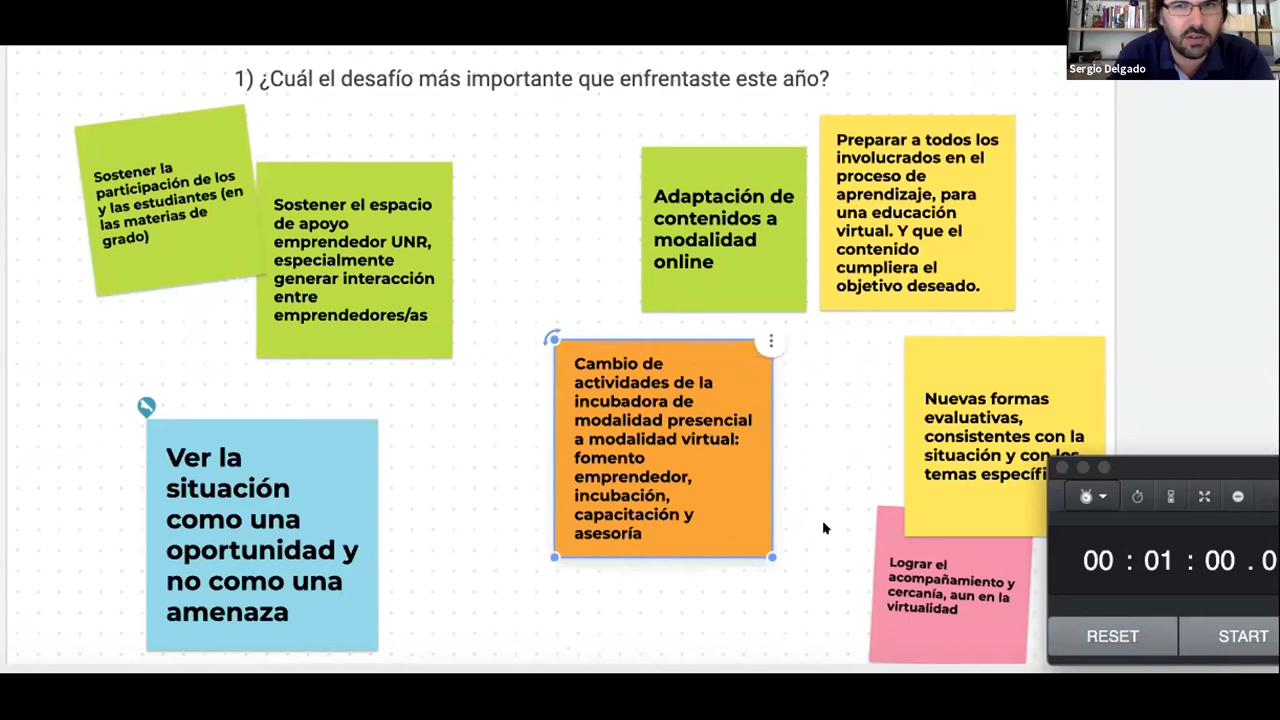 1) ¿Cuál el desafío más importante que enfrentaste este año?
Sergio Delgado
Sostener la
participación de los
y las estudiantes (en
las materias de
grado)
Sostener el espacio
de apoyo
emprendedor UNR,
especialmente
generar interacción
entre
emprendedores/as
Adaptación de
contenidos a
modalidad
online
Preparar a todos los
involucrados en el
proceso de
aprendizaje, para
una educación
virtual. Y que el
contenido
cumpliera el
objetivo deseado.
Ver la
situación
como una
oportunidad y
no como una
amenaza
Cambio de
actividades de la
incubadora de
modalidad presencial
a modalidad virtual:
fomento
emprendedor,
incubación,
capacitación y
asesoría
Nuevas formas
evaluativas,
consistentes con la
situación y con los
temas
Lograr el
acompañamiento y
cercanía, aun en la
virtualidad
00 : 01 : 00 . 0
RESET
START